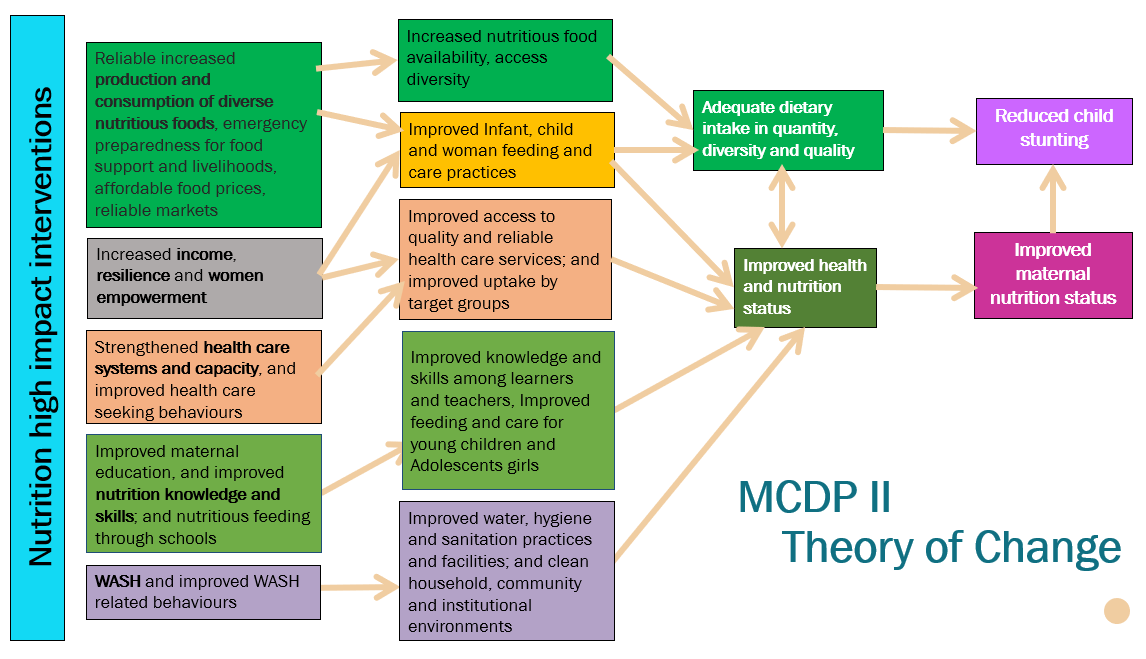 Nutrition high impact interventions
Reliable increased
production and
consumption of diverse
nutritious foods, emergency
preparedness for food
support and livelihoods,
affordable food prices,
reliable markets
Increased income,
resilience and women
empowerment
Strengthened health care
systems and capacity, and
improved health care
seeking behaviours
Improved maternal
education, and improved
nutrition knowledge and
skills; and nutritious feeding
through schools
WASH and improved WASH
related behaviours
Increased nutritious food
availability, access
diversity
Improved Infant, child
and woman feeding and
care practices
Improved access to
quality and reliable
health care services; and
improved uptake by
target groups
Improved knowledge and
skills among learners
and teachers, Improved
feeding and care for
young children and
Adolescents girls
Improved water, hygiene
and sanitation practices
and facilities; and clean
household, community
and institutional
environments
Adequate dietary
intake in quantity,
diversity and quality
Improved health
and nutrition
status
Reduced child
stunting
Improved
maternal
nutrition status
MCDP II
Theory of Change